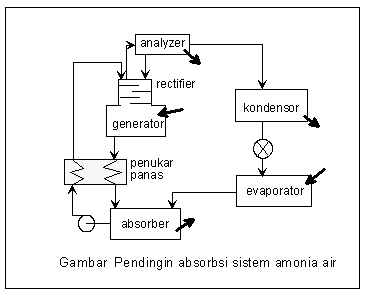 analyzer
rectifier
kondensor
generator
penukar
panas
evaporator
absorber
Gambar Pendingin absorbsi sistem amonia air